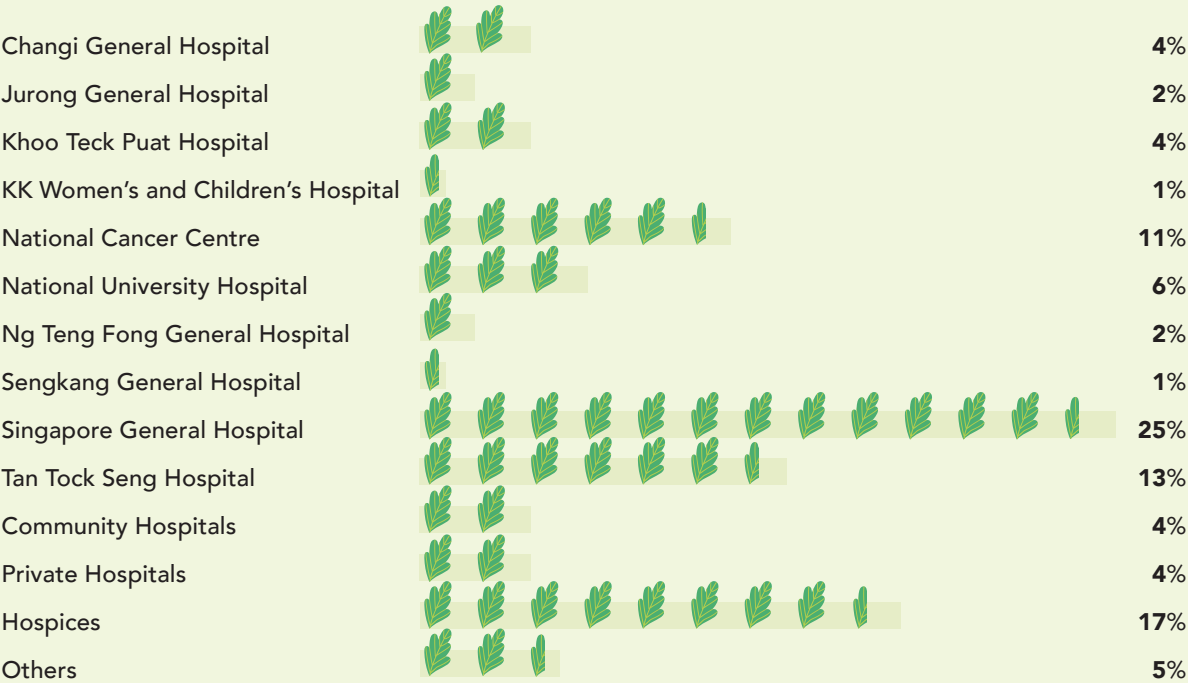 Changi General Hospital 4%
Jurong General Hospital 2%
Khoo Teck Puat Hospital 4%
KK Women’s and Children’s Hospital 1%
National Cancer Centre 11%
National University Hospital 6%
Ng Teng Fong General Hospital 2%
Sengkang General Hospital 1%
Singapore General Hospital 25%
Tan Tock Seng Hospital 13%
Community Hospitals 4%
Private Hospitals 4%
Hospices 17%
Others 5%